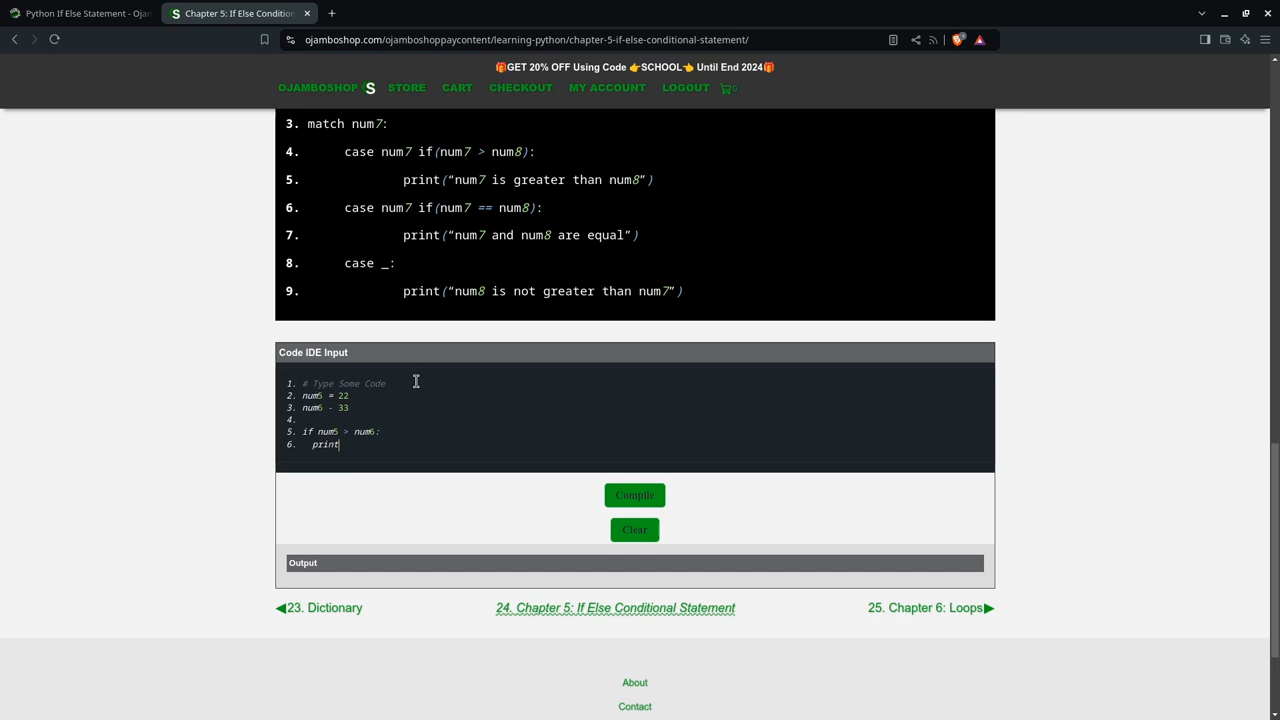 Python If Else Statement - Ojan
Chapter 5: If Else Condition
ojamboshop.com/ojamboshoppaycontent/learning-python/chapter-5-if-else-conditional-statement/
🎁GET 20% OFF Using Code 👉SCHOOL👈 Until End 2024🎁
OJAMBOSHOP S STORE CART CHECKOUT MY ACCOUNT LOGOUT 0
3. match num7:
4. case num7 if(num7 > num8):
5. print(“num7 is greater than num8”)
6. case num7 if(num7 == num8):
7. print(“num7 and num8 are equal”)
8. case _:
9. print(“num8 is not greater than num7”)
Code IDE Input
1. # Type Some Code
2. num5 = 22
3. num6 - 33
4.
5. if num5 > num6:
6. print
Compile
Clear
Output
◀23. Dictionary
24. Chapter 5: If Else Conditional Statement
25. Chapter 6: Loops▶
About
Contact